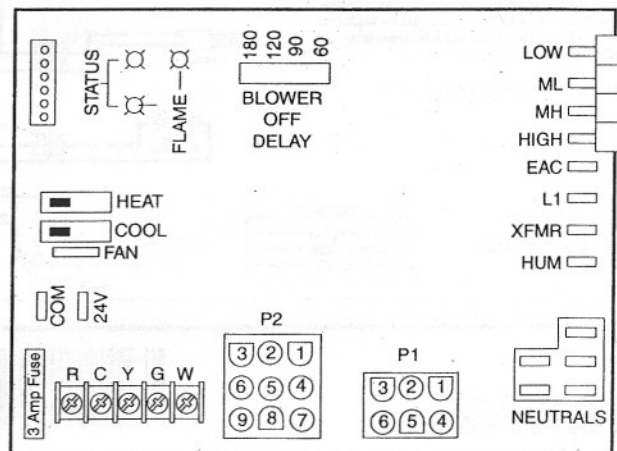 STATUS
FLAME
180
120
90
60
BLOWER
OFF
DELAY
LOW
ML
MH
HIGH
EAC
L1
XFMR
HUM
HEAT
COOL
FAN
COM
24V
3 Amp Fuse
R C Y G W
P2
3 2 1
6 5 4
9 8 7
P1
3 2 1
6 5 4
NEUTRALS